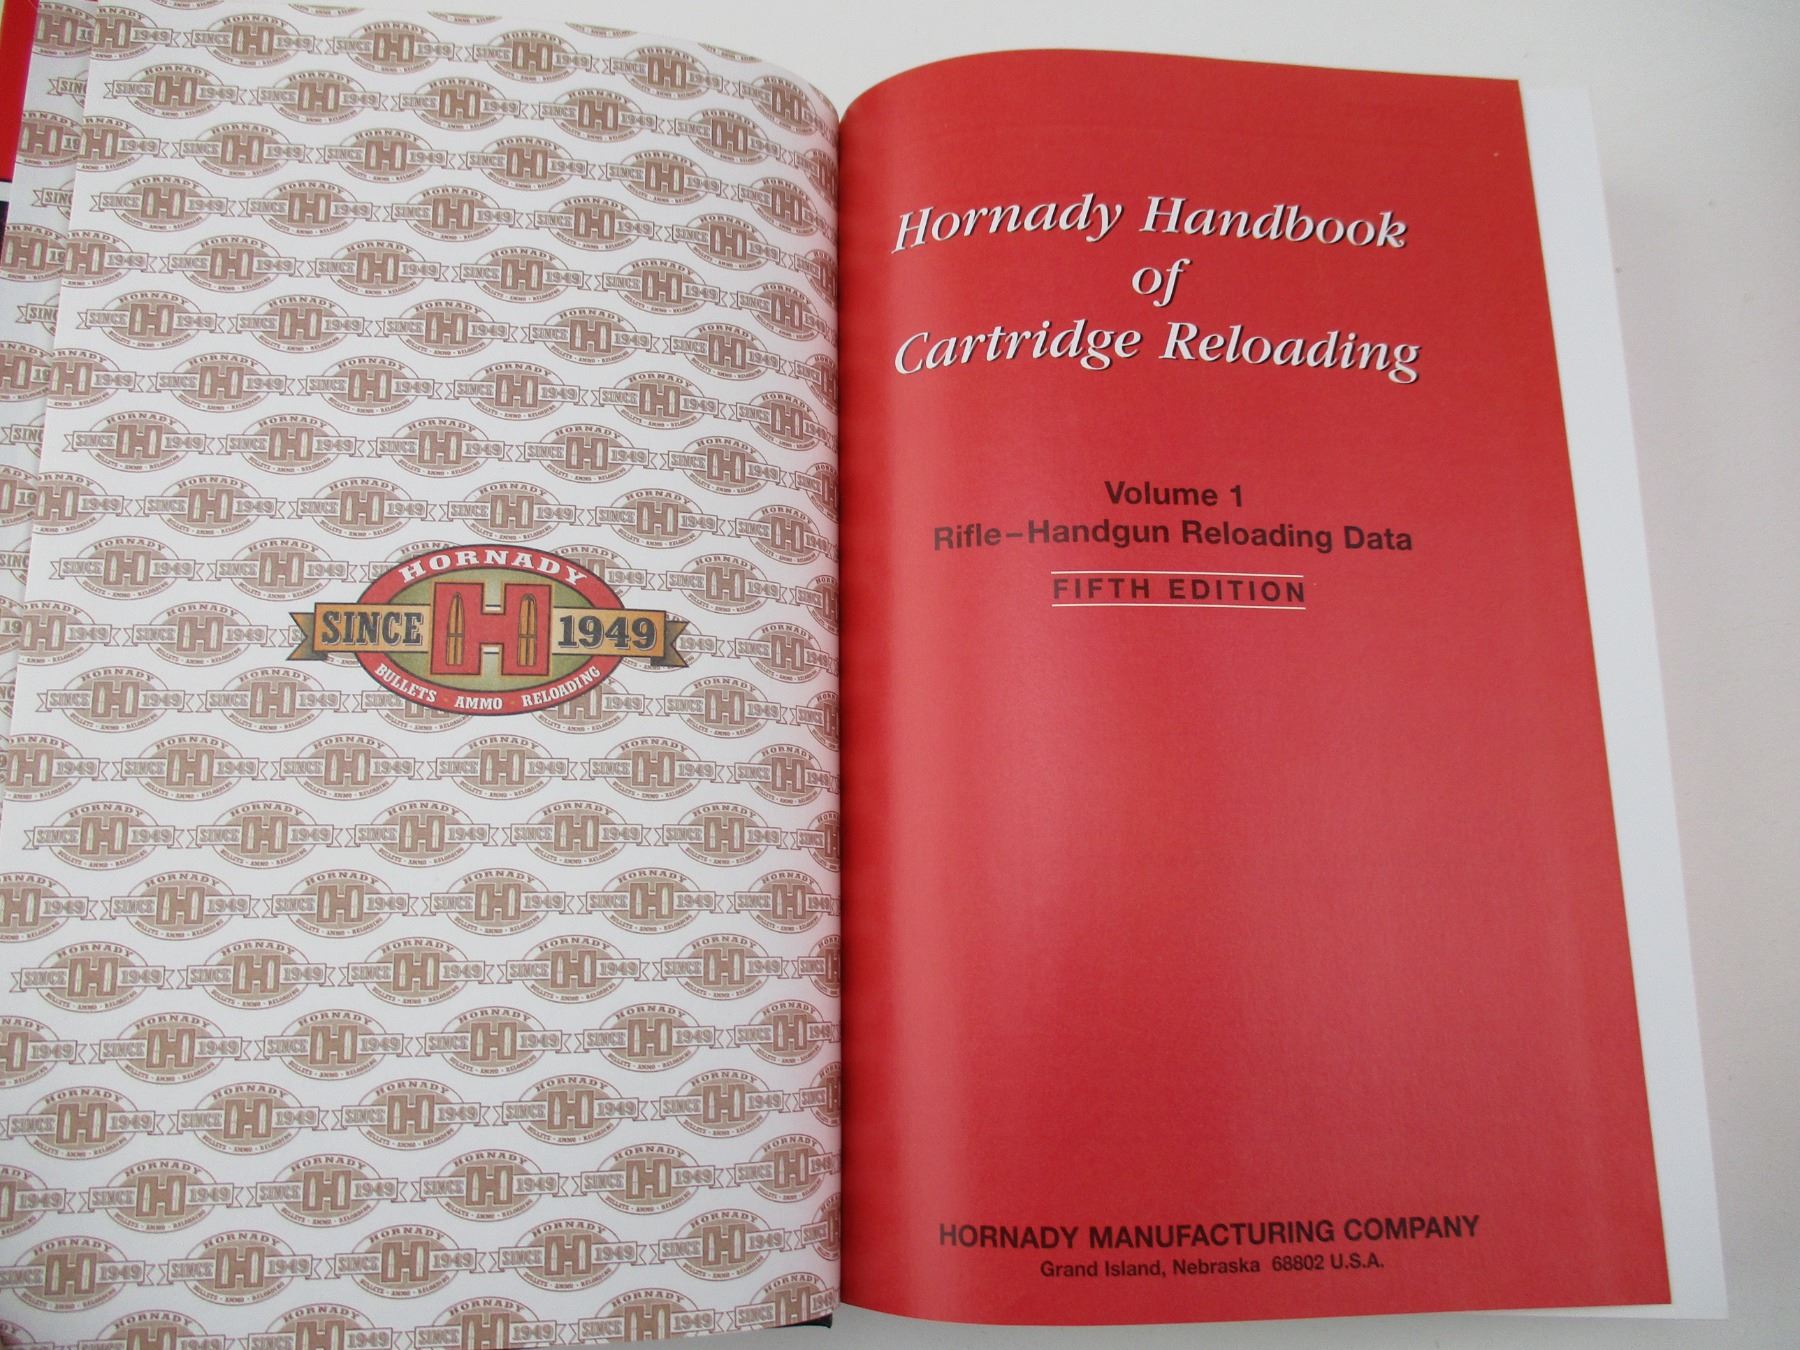 HORNADY
SINCE 1949
BULLETS · AMMO · RELOADING
Hornady Handbook
of
Cartridge Reloading
Volume 1
Rifle–Handgun Reloading Data
FIFTH EDITION
HORNADY MANUFACTURING COMPANY
Grand Island, Nebraska 68802 U.S.A.